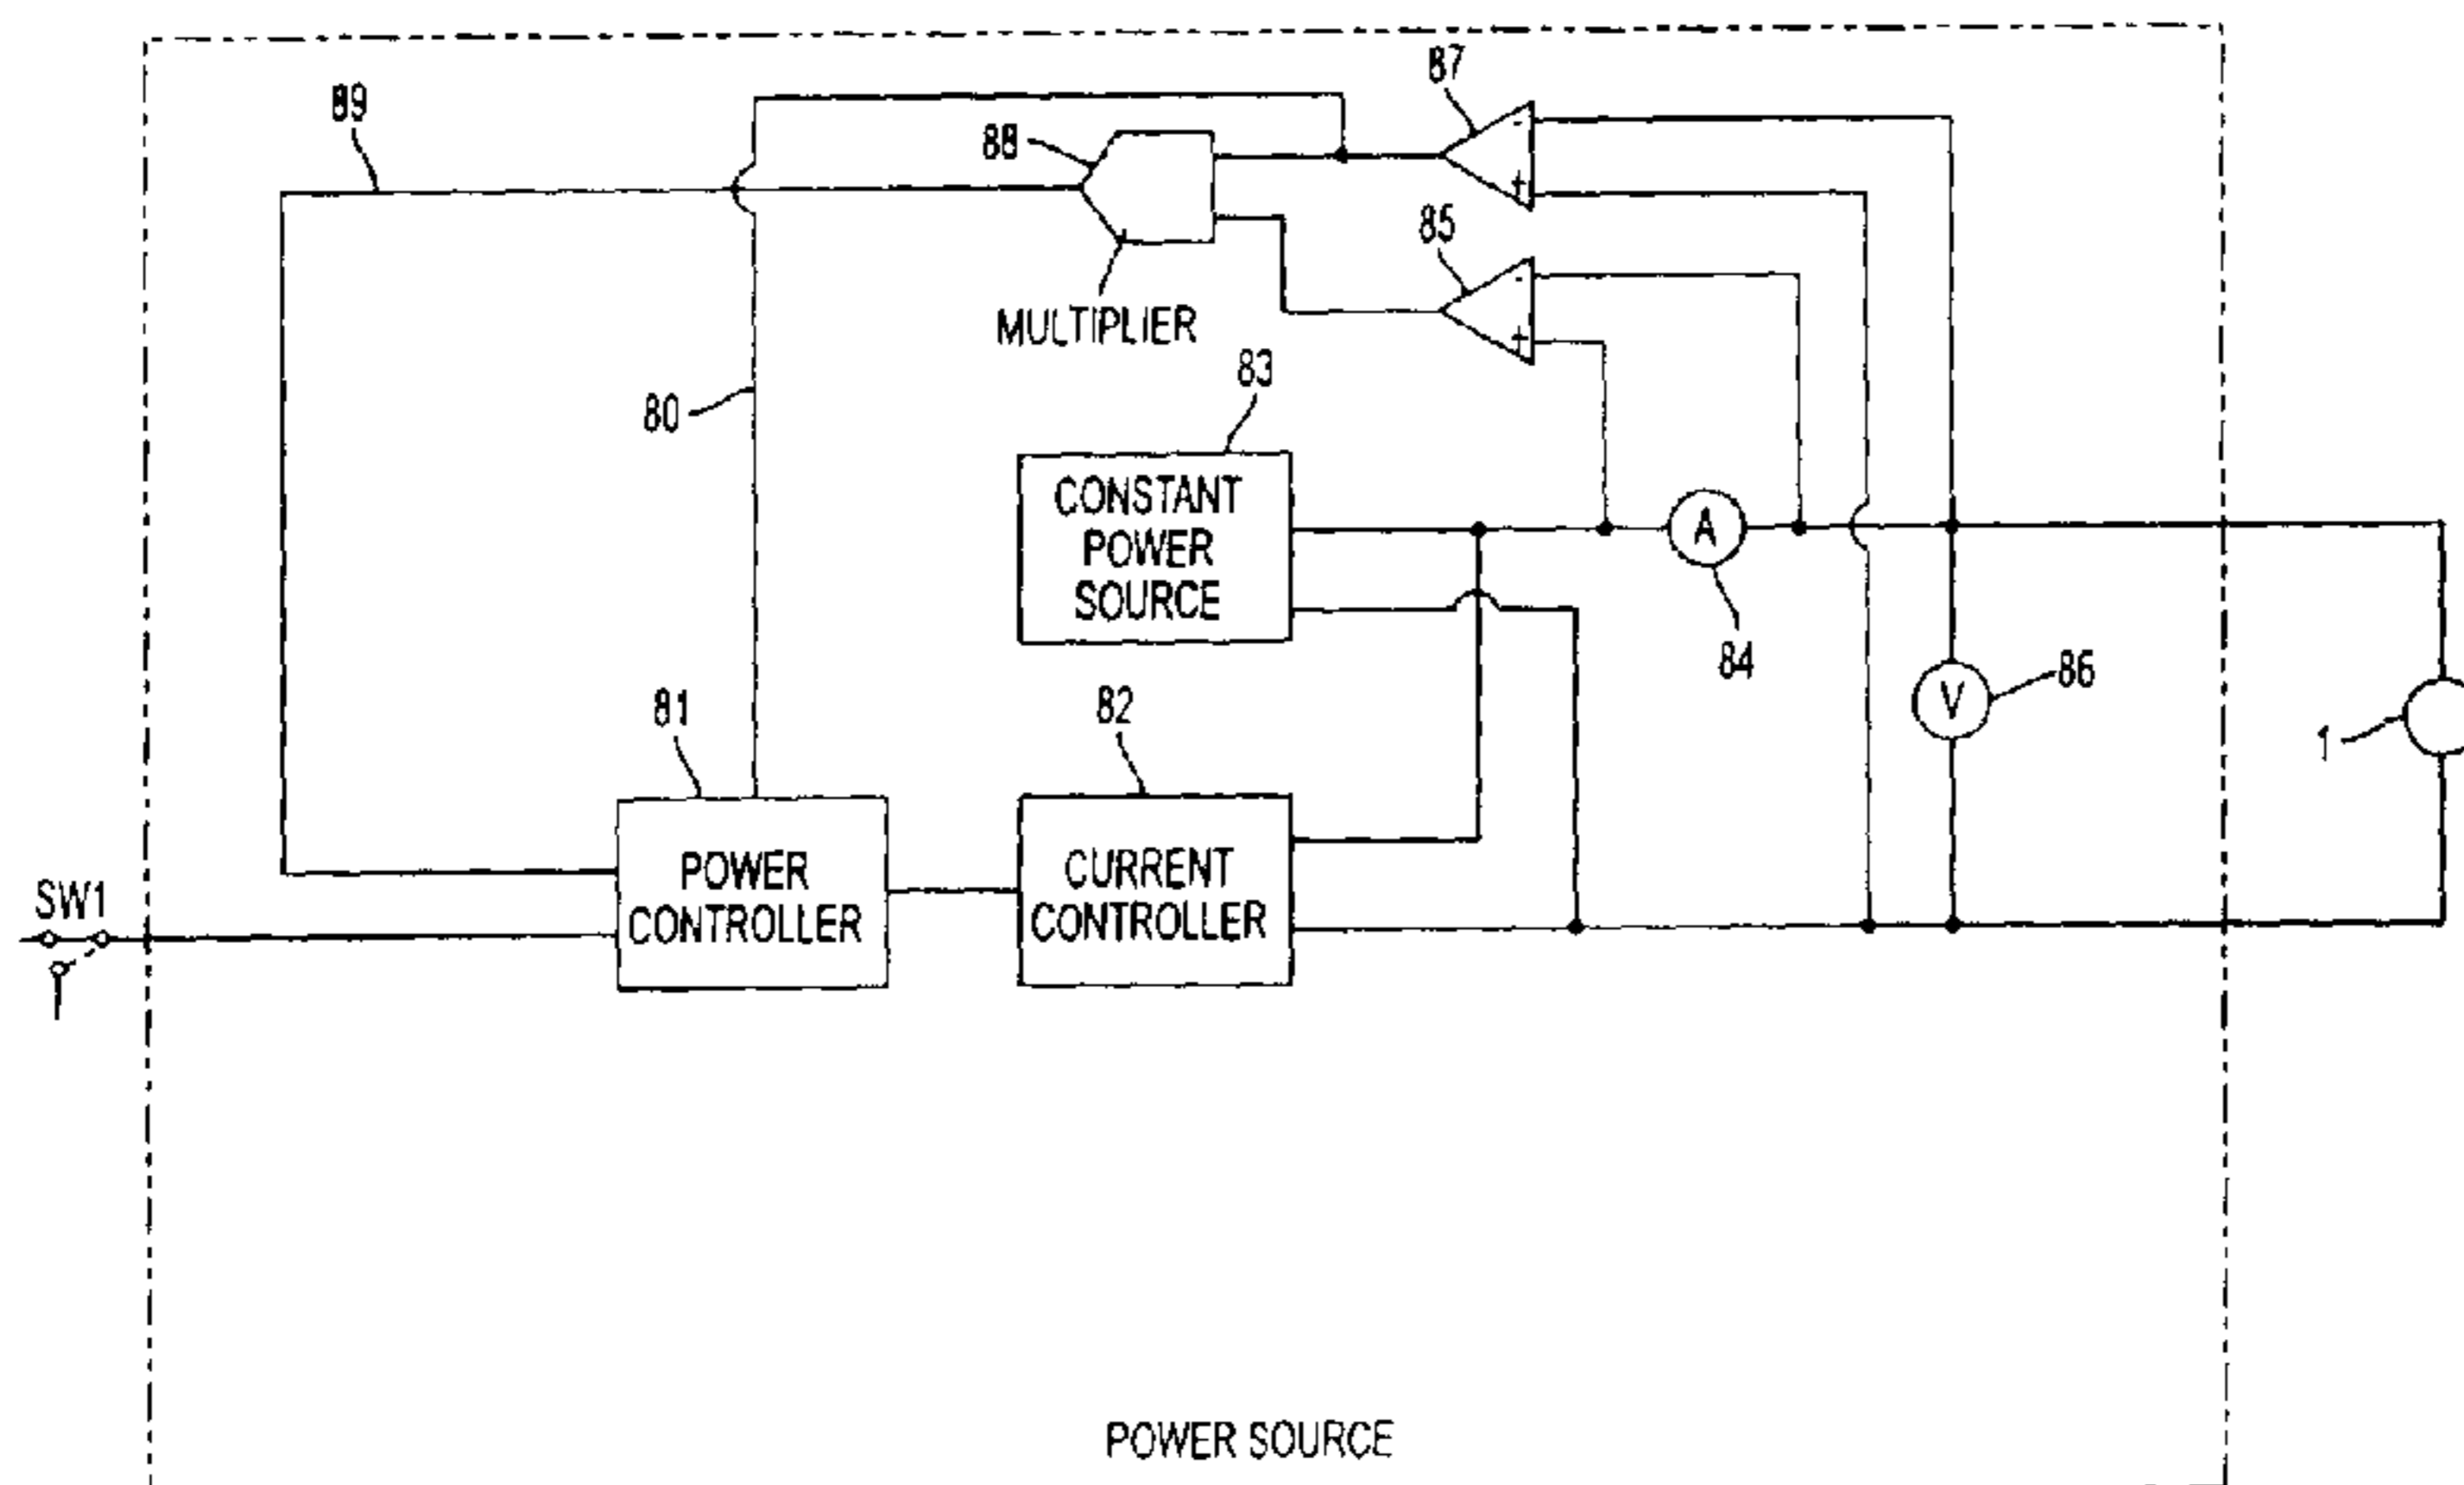 87
89
88
-
+
85
-
+
MULTIPLIER
83
80
CONSTANT
POWER
SOURCE
A
84
86
V
81
82
1
POWER
CONTROLLER
CURRENT
CONTROLLER
SW1
POWER SOURCE